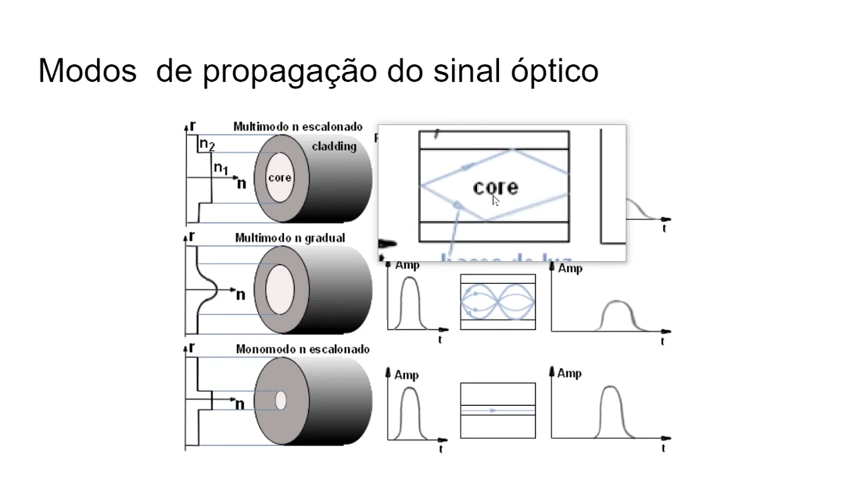 Modos de propagação do sinal óptico
r
Multimodo n escalonado
n2
cladding
n1
n
core
core
t
r
Multimodo n gradual
n
Amp
t
Amp
t
r
Monomodo n escalonado
n
Amp
t
Amp
t